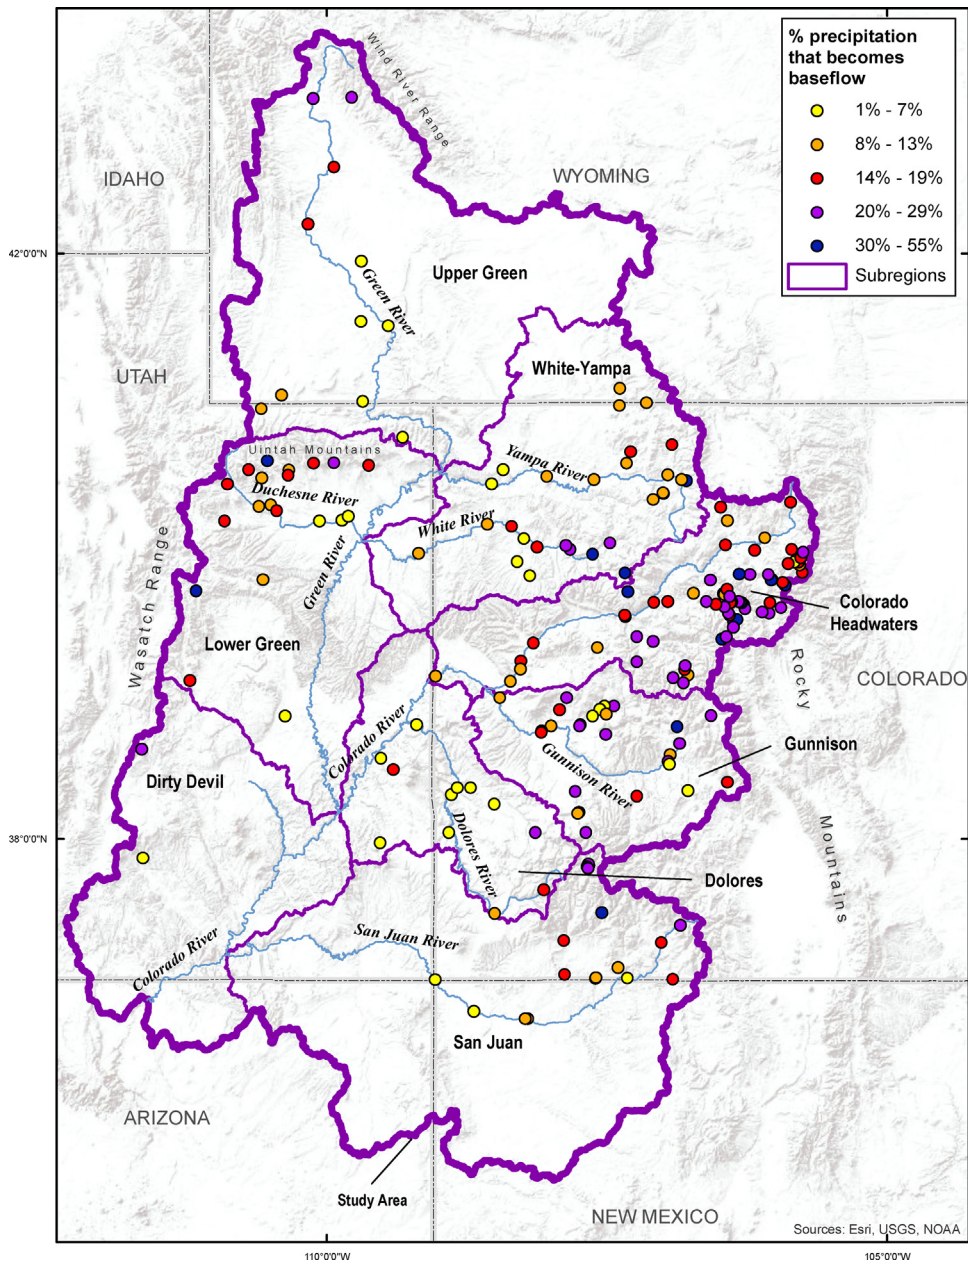 % precipitation
that becomes
baseflow
1% - 7%
8% - 13%
14% - 19%
20% - 29%
30% - 55%
Subregions
Wind River Range
IDAHO
WYOMING
42°0'0"N
Upper Green
Green River
White-Yampa
UTAH
Uintah Mountains
Yampa River
Duchesne River
White River
Green River
Wasatch Range
Colorado
Headwaters
Lower Green
Rocky
COLORADO
Colorado River
Gunnison
Gunnison River
Dirty Devil
38°0'0"N
38°0'0"N
Dolores River
Mountains
Dolores
San Juan River
Colorado River
San Juan
ARIZONA
Study Area
NEW MEXICO
Sources: Esri, USGS, NOAA
110°0'0"W
105°0'0"W